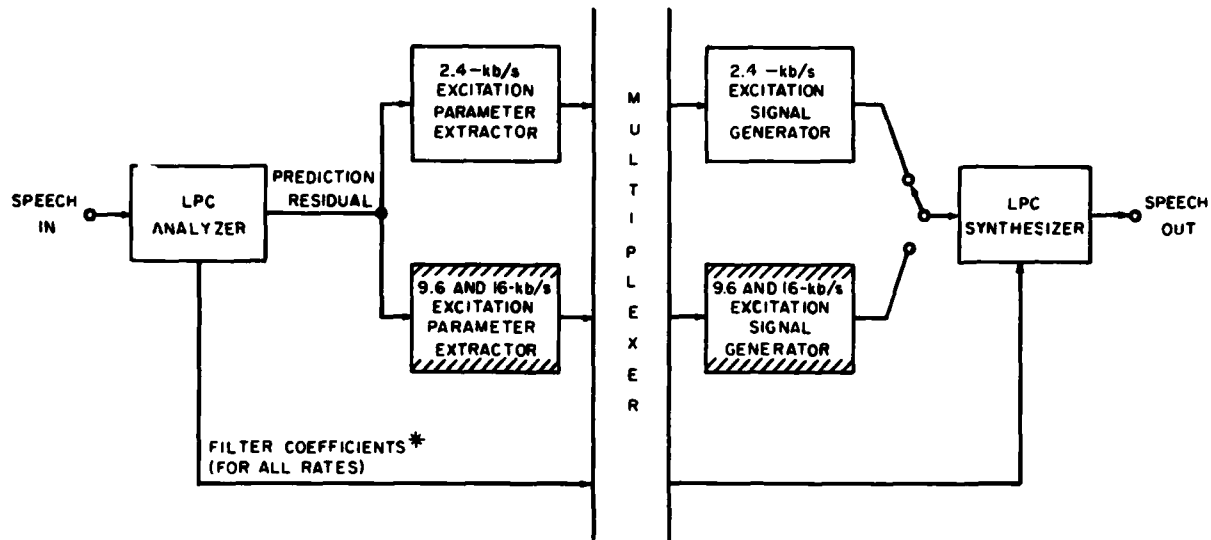 SPEECH
IN
LPC
ANALYZER
PREDICTION
RESIDUAL
2.4-kb/s
EXCITATION
PARAMETER
EXTRACTOR
9.6 AND 16-kb/s
EXCITATION
PARAMETER
EXTRACTOR
FILTER COEFFICIENTS*
(FOR ALL RATES)
MULTIPLEXER
2.4-kb/s
EXCITATION
SIGNAL
GENERATOR
9.6 AND 16-kb/s
EXCITATION
SIGNAL
GENERATOR
LPC
SYNTHESIZER
SPEECH
OUT